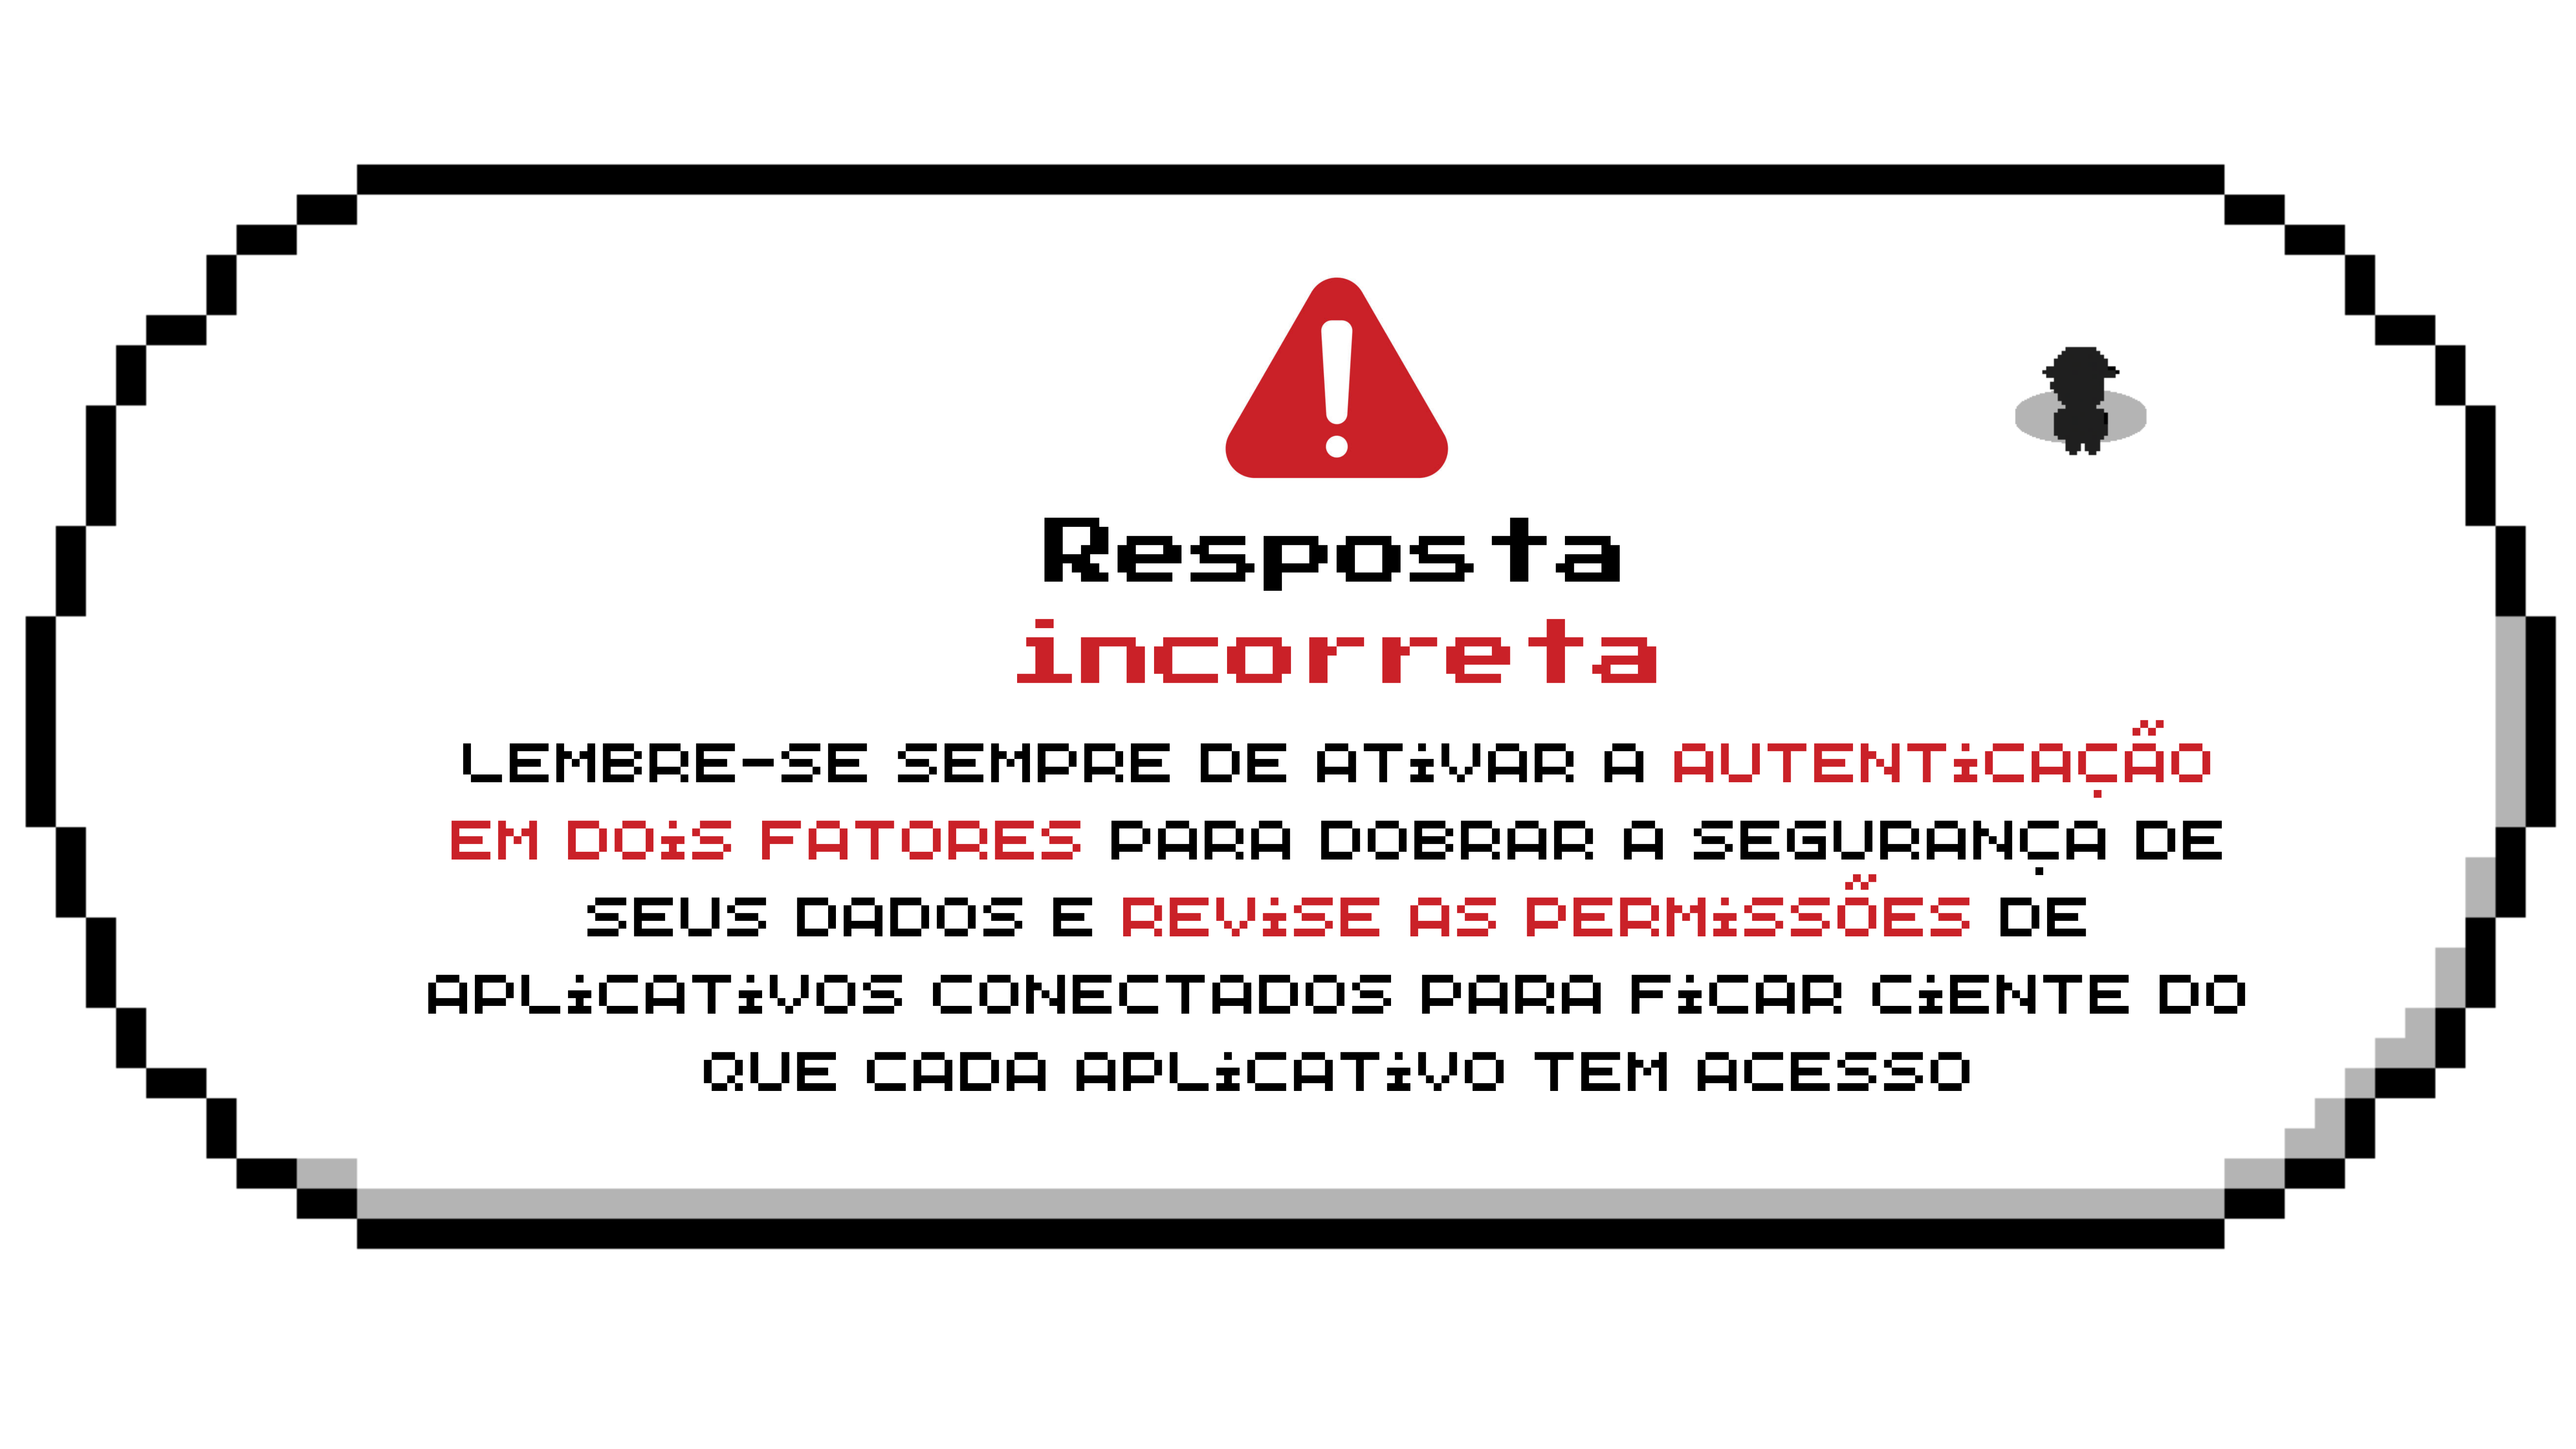 Resposta
incorreta
LEMBRE-SE SEMPRE DE ATiVAR A AUTENTiCAÇÃO
EM DOiS FATORES PARA DOBRAR A SEGURANÇA DE
SEUS DADOS E REViSE AS PERMiSSÕES DE
APLiCATiVOS CONECTADOS PARA FiCAR CiENTE DO
QUE CADA APLiCATiVO TEM ACESSO